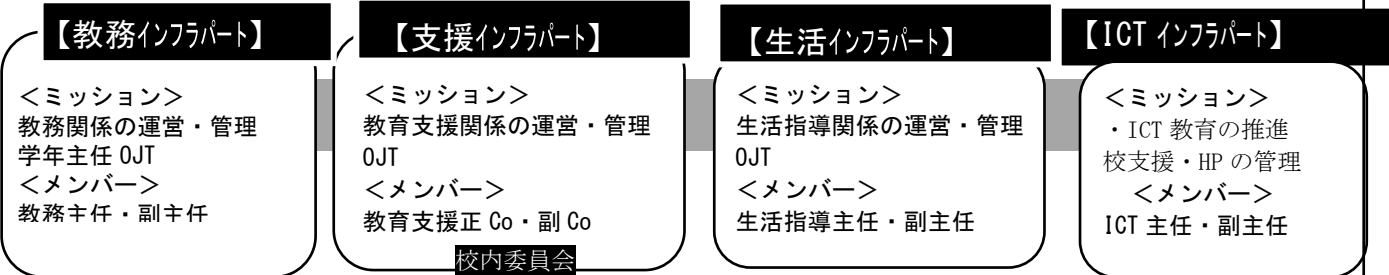 【教務インフラパート】
<ミッション>
教務関係の運営・管理
学年主任 OJT
<メンバー>
教務主任・副主任
【支援インフラパート】
<ミッション>
教育支援関係の運営・管理
OJT
<メンバー>
教育支援正 Co・副 Co
校内委員会
【生活インフラパート】
<ミッション>
生活指導関係の運営・管理
OJT
<メンバー>
生活指導主任・副主任
【ICT インフラパート】
<ミッション>
・ICT 教育の推進
校支援・HP の管理
<メンバー>
ICT 主任・副主任